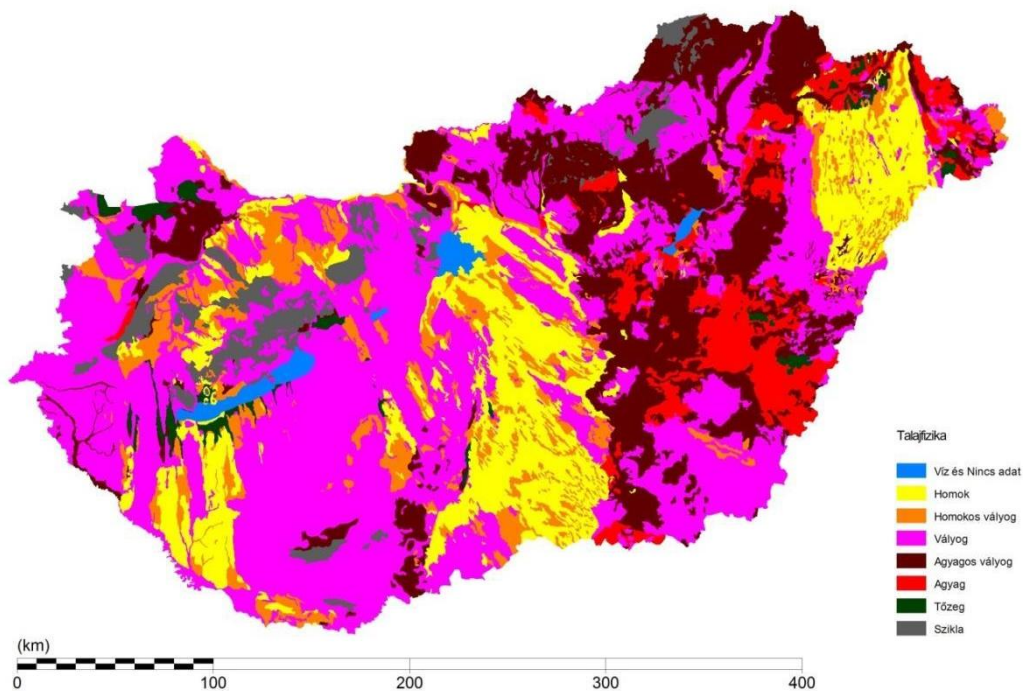 Talajfizika
Víz és Nincs adat
Homok
Homokos vályog
Vályog
Agyagos vályog
Agyag
Tőzeg
Szikla
(km)
0 100 200 300 400